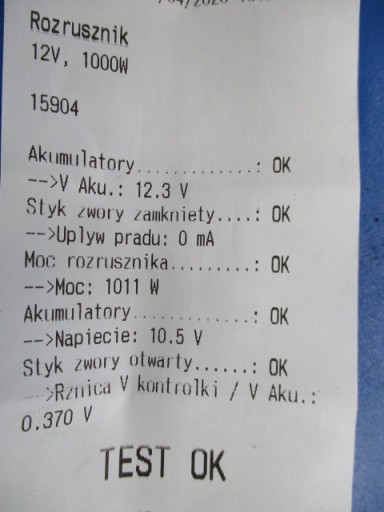 Rozrusznik
12V, 1000W
15904
Akumulatory.............: OK
-->V Aku.: 12.3 V
Styk zwory zamkniety....: OK
-->Uplyw pradu: 0 mA
Moc rozrusznika.........: OK
-->Moc: 1011 W
Akumulatory.............: OK
-->Napiecie: 10.5 V
Styk zwory otwarty......: OK
-->Rznica V kontrolki / V Aku.:
0.370 V
TEST OK